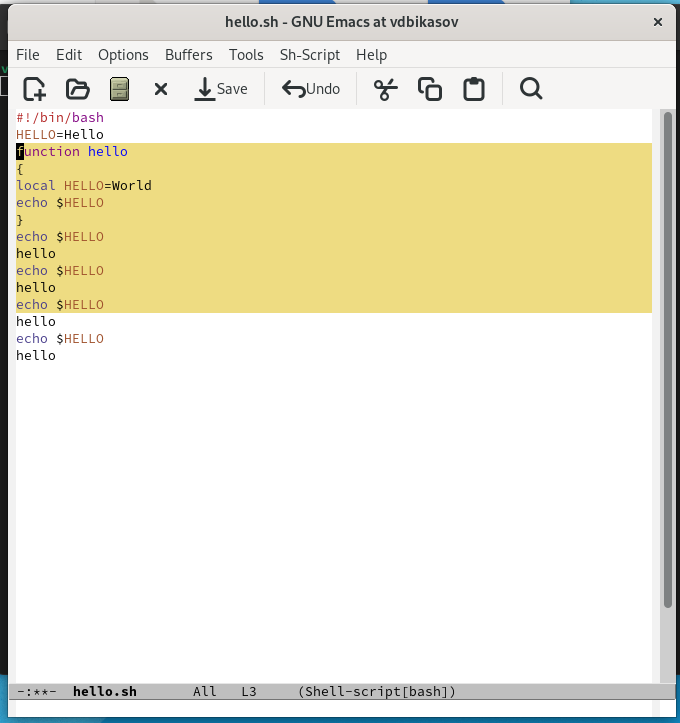 hello.sh - GNU Emacs at vdbikasov
File Edit Options Buffers Tools Sh-Script Help
Save Undo
#!/bin/bash
HELLO=Hello
function hello
{
local HELLO=World
echo $HELLO
}
echo $HELLO
hello
echo $HELLO
hello
echo $HELLO
hello
echo $HELLO
hello
-:**- hello.sh All L3 (Shell-script[bash])